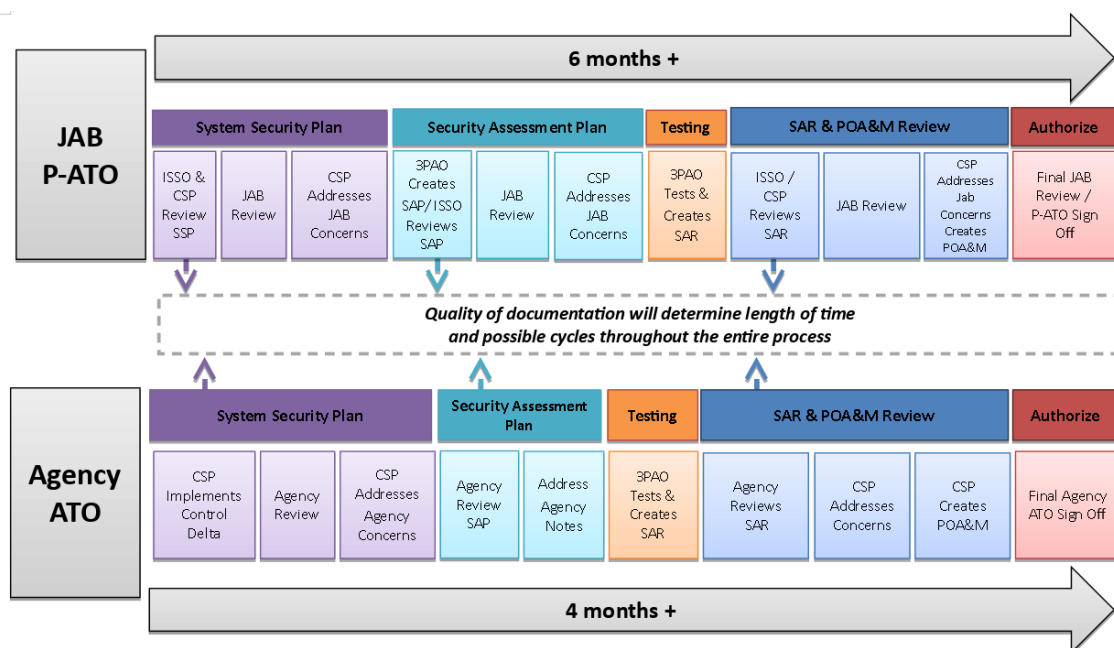 6 months +
JAB
P-ATO
System Security Plan
Security Assessment Plan
Testing
SAR & POA&M Review
Authorize
ISSO &
CSP
Review
SSP
JAB
Review
CSP
Addresses
JAB
Concerns
3PAO
Creates
SAP/ISSO
Reviews
SAP
JAB
Review
CSP
Addresses
JAB
Concerns
3PAO
Tests &
Creates
SAR
ISSO /
CSP
Reviews
SAR
JAB Review
CSP
Addresses
Jab
Concerns
Creates
POA&M
Final JAB
Review /
P-ATO Sign
Off
Quality of documentation will determine length of time
and possible cycles throughout the entire process
Agency
ATO
System Security Plan
Security Assessment
Plan
Testing
SAR & POA&M Review
Authorize
CSP
Implements
Control
Delta
Agency
Review
CSP
Addresses
Agency
Concerns
Agency
Review
SAP
Address
Agency
Notes
3PAO
Tests &
Creates
SAR
Agency
Reviews
SAR
CSP
Addresses
Concerns
CSP
Creates
POA&M
Final Agency
ATO Sign Off
4 months +